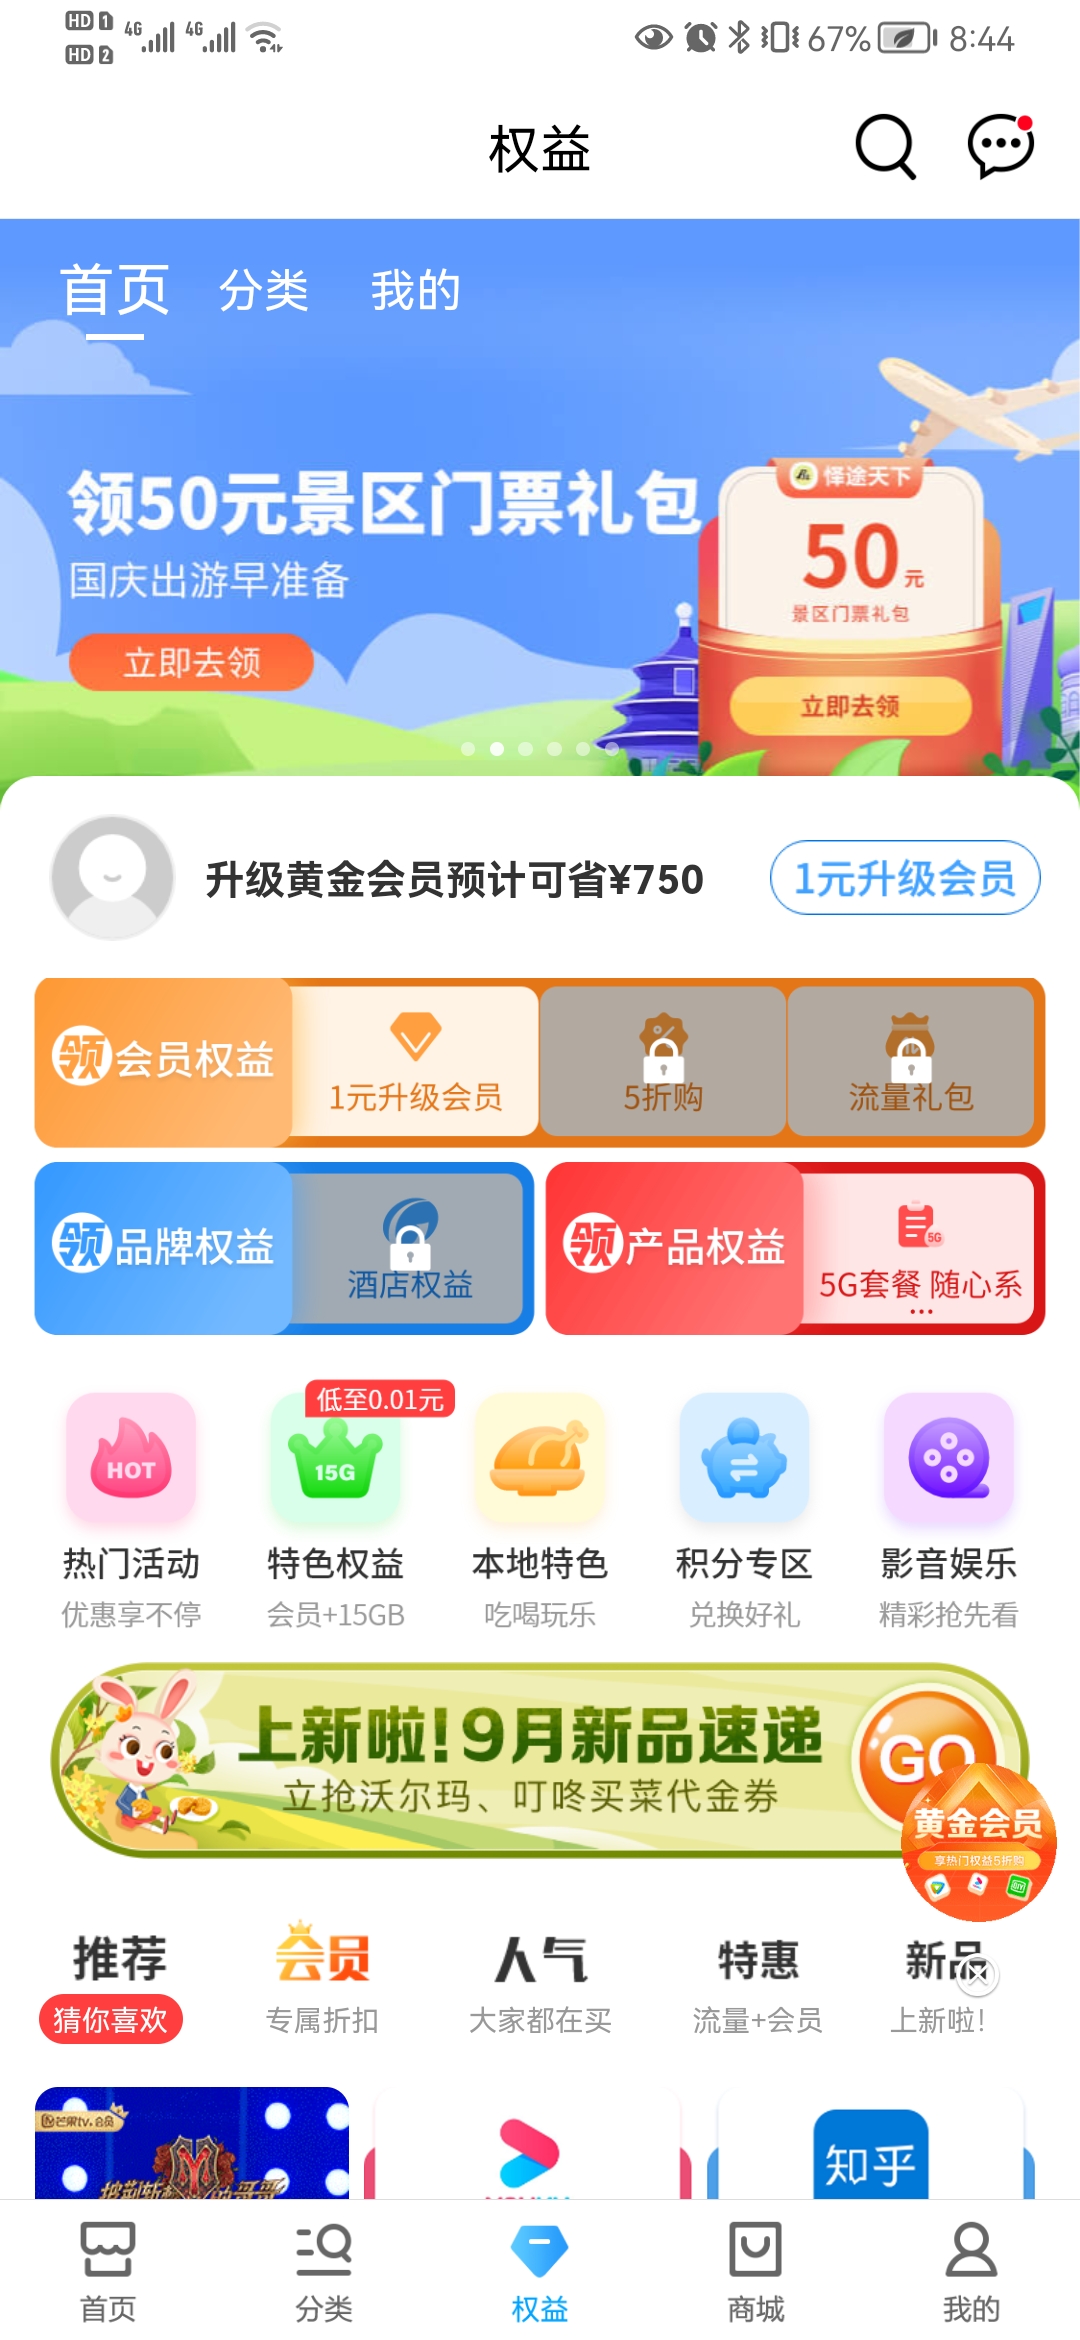 HD 1 4G 4G
HD 2
67% 8:44
权益
首页 分类 我的
领50元景区门票礼包
国庆出游早准备
立即去领
怿途天下
50元
景区门票礼包
立即去领
升级黄金会员预计可省¥750
1元升级会员
领 会员权益
1元升级会员
5折购
流量礼包
领 品牌权益
酒店权益
领 产品权益
5G
5G套餐 随心系
...
低至0.01元
HOT
15G
热门活动 特色权益 本地特色 积分专区 影音娱乐
优惠享不停 会员+15GB 吃喝玩乐 兑换好礼 精彩抢先看
上新啦!9月新品速递
立抢沃尔玛、叮咚买菜代金券
GO
黄金会员
享热门权益5折购
推荐 会员 人气 特惠 新品
猜你喜欢 专属折扣 大家都在买 流量+会员 上新啦!
芒果tv.会员
知乎
首页 分类 权益 商城 我的